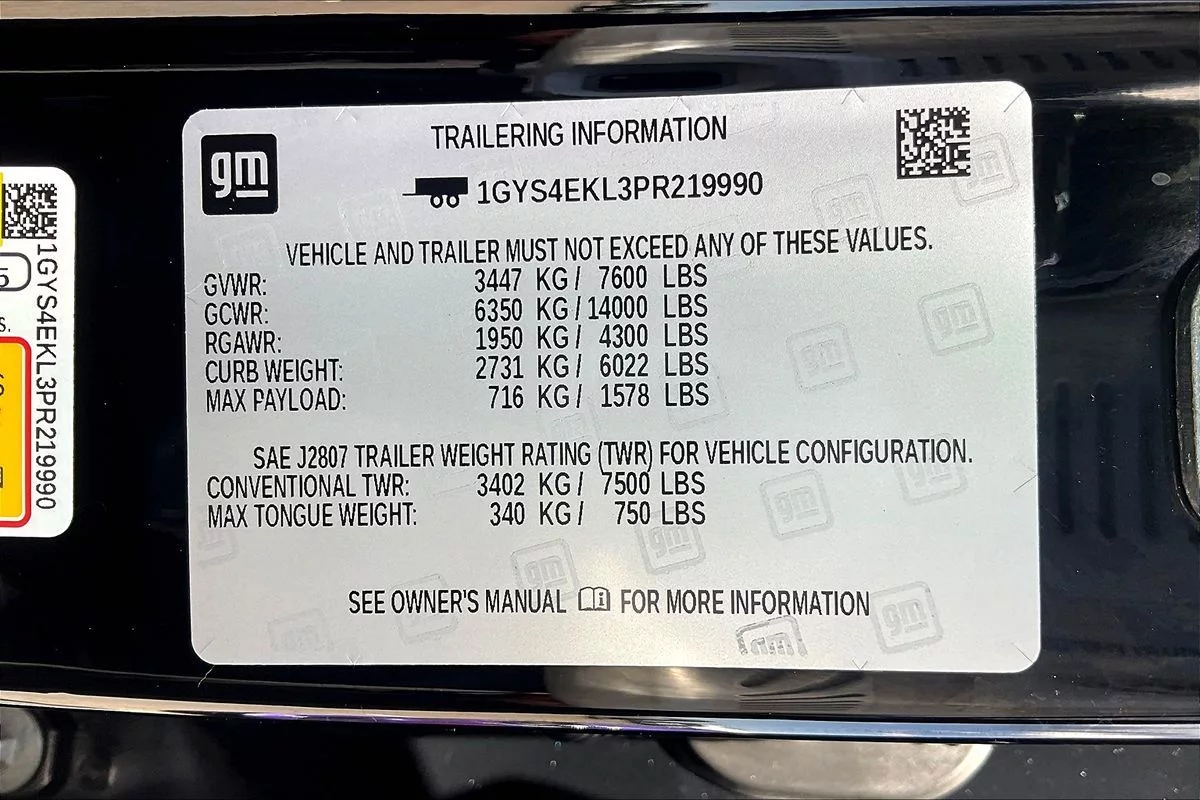 gm
TRAILERING INFORMATION
1GYS4EKL3PR219990
VEHICLE AND TRAILER MUST NOT EXCEED ANY OF THESE VALUES.
GVWR: 3447 KG / 7600 LBS
GCWR: 6350 KG / 14000 LBS
RGAWR: 1950 KG / 4300 LBS
CURB WEIGHT: 2731 KG / 6022 LBS
MAX PAYLOAD: 716 KG / 1578 LBS
SAE J2807 TRAILER WEIGHT RATING (TWR) FOR VEHICLE CONFIGURATION.
CONVENTIONAL TWR: 3402 KG / 7500 LBS
MAX TONGUE WEIGHT: 340 KG / 750 LBS
SEE OWNER'S MANUAL FOR MORE INFORMATION
1GYS4EKL3PR219990
5
S.